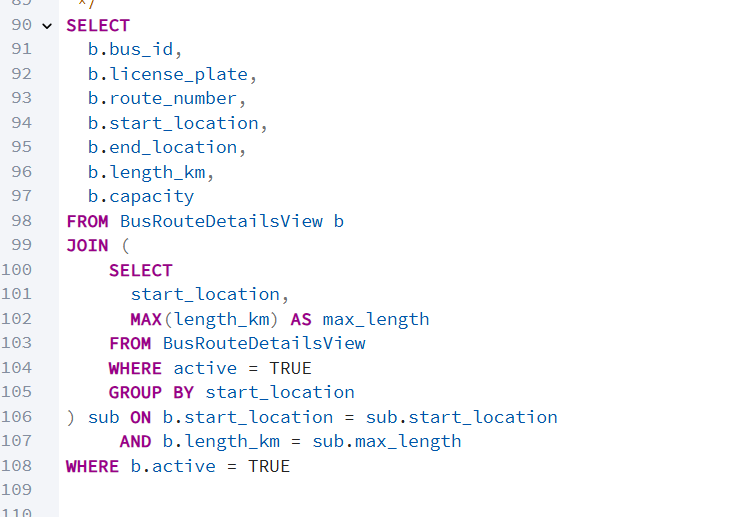 89 */
90 SELECT
91 b.bus_id,
92 b.license_plate,
93 b.route_number,
94 b.start_location,
95 b.end_location,
96 b.length_km,
97 b.capacity
98 FROM BusRouteDetailsView b
99 JOIN (
100 SELECT
101 start_location,
102 MAX(length_km) AS max_length
103 FROM BusRouteDetailsView
104 WHERE active = TRUE
105 GROUP BY start_location
106 ) sub ON b.start_location = sub.start_location
107 AND b.length_km = sub.max_length
108 WHERE b.active = TRUE
109
110